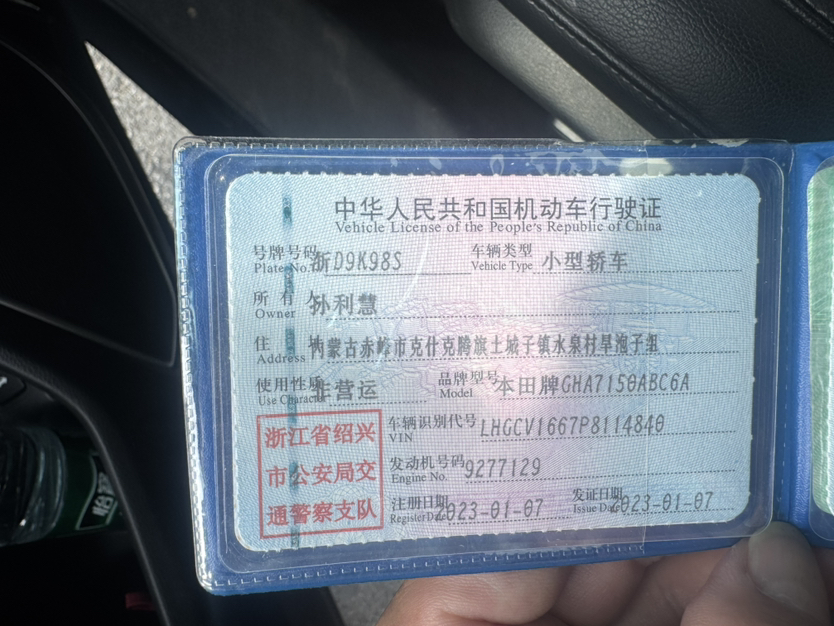 中华人民共和国机动车行驶证
Vehicle License of the People's Republic of China
号牌号码 浙D9K98S 车辆类型 小型轿车
Plate No. Vehicle Type
所有人 孙利慧
Owner
住址 内蒙古赤峰市克什克腾旗土城子镇水泉村旱泡子组
Address
使用性质 非营运 品牌型号 本田牌GHA7150ABC6A
Use Character Model
浙江省绍兴
市公安局交
通警察支队
车辆识别代号 LHGCV1667P8114840
VIN
发动机号码 9277129
Engine No.
注册日期 2023-01-07 发证日期 2023-01-07
Register Date Issue Date